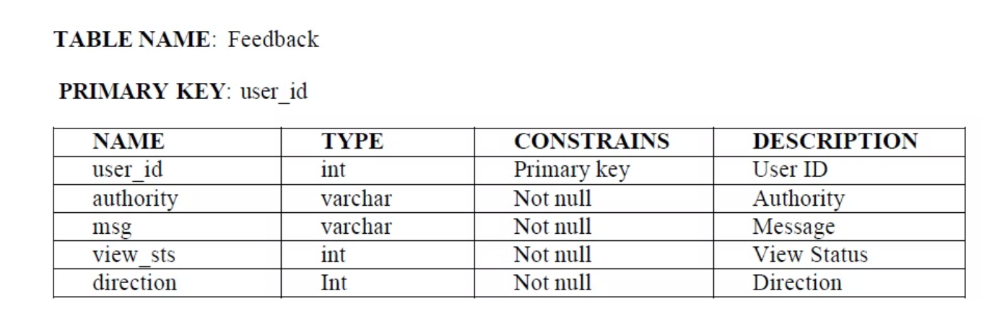 TABLE NAME: Feedback
PRIMARY KEY: user_id
NAME TYPE CONSTRAINS DESCRIPTION
user_id int Primary key User ID
authority varchar Not null Authority
msg varchar Not null Message
view_sts int Not null View Status
direction Int Not null Direction